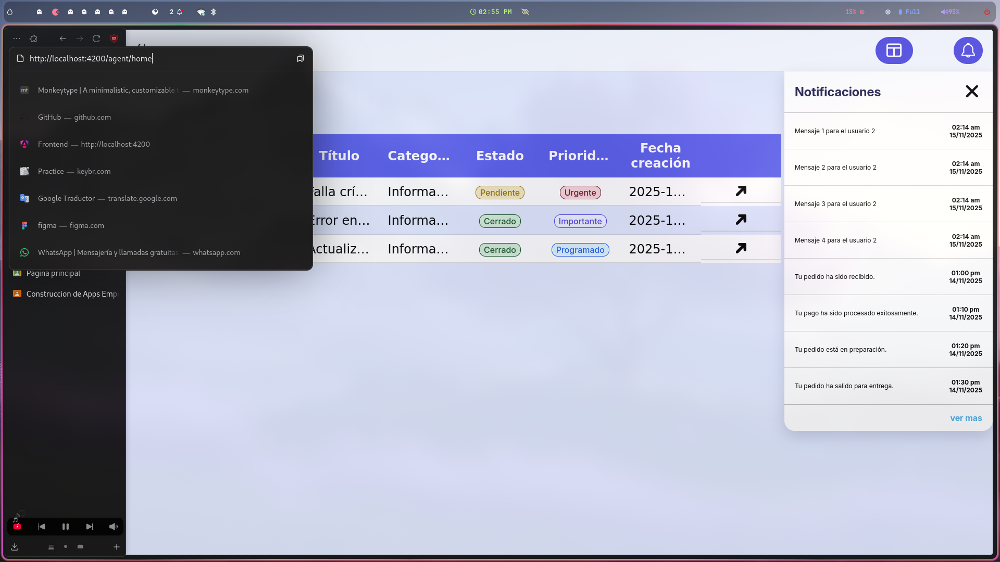 2
02:55 PM
15%
Full
95%
http://localhost:4200/agent/home
Monkeytype | A minimalistic, customizable — monkeytype.com
GitHub — github.com
Frontend — http://localhost:4200
Practice — keybr.com
Google Traductor — translate.google.com
figma — figma.com
WhatsApp | Mensajería y llamadas gratuitas — whatsapp.com
Página principal
Construccion de Apps Emp
Título Catego... Estado Priorid... Fecha creación
Falla crí... Informa... Pendiente Urgente 2025-1...
Error en... Informa... Cerrado Importante 2025-1...
Actualiz... Informa... Cerrado Programado 2025-1...
Notificaciones
Mensaje 1 para el usuario 2 02:14 am
15/11/2025
Mensaje 2 para el usuario 2 02:14 am
15/11/2025
Mensaje 3 para el usuario 2 02:14 am
15/11/2025
Mensaje 4 para el usuario 2 02:14 am
15/11/2025
Tu pedido ha sido recibido. 01:00 pm
14/11/2025
Tu pago ha sido procesado exitosamente. 01:10 pm
14/11/2025
Tu pedido está en preparación. 01:20 pm
14/11/2025
Tu pedido ha salido para entrega. 01:30 pm
14/11/2025
ver mas